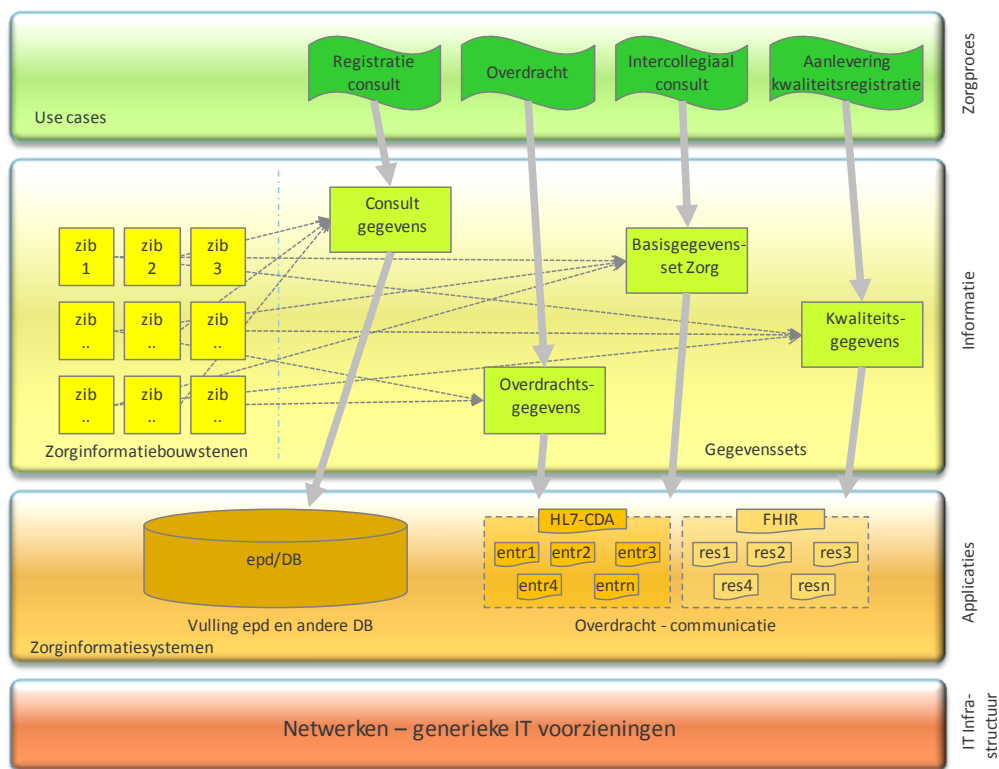 Registratie
consult
Overdracht
Intercollegiaal
consult
Aanlevering
kwaliteitsregistratie
Use cases
Zorgproces
Consult
gegevens
Basisgegevens-
set Zorg
Kwaliteits-
gegevens
Overdrachts-
gegevens
zib
1
zib
2
zib
3
zib
..
zib
..
zib
..
zib
..
zib
..
zib
..
Zorginformatiebouwstenen
Gegevenssets
Informatie
epd/DB
Vulling epd en andere DB
HL7-CDA
entr1
entr2
entr3
entr4
entrn
FHIR
res1
res2
res3
res4
resn
Overdracht - communicatie
Zorginformatiesystemen
Applicaties
Netwerken – generieke IT voorzieningen
IT Infra-
structuur